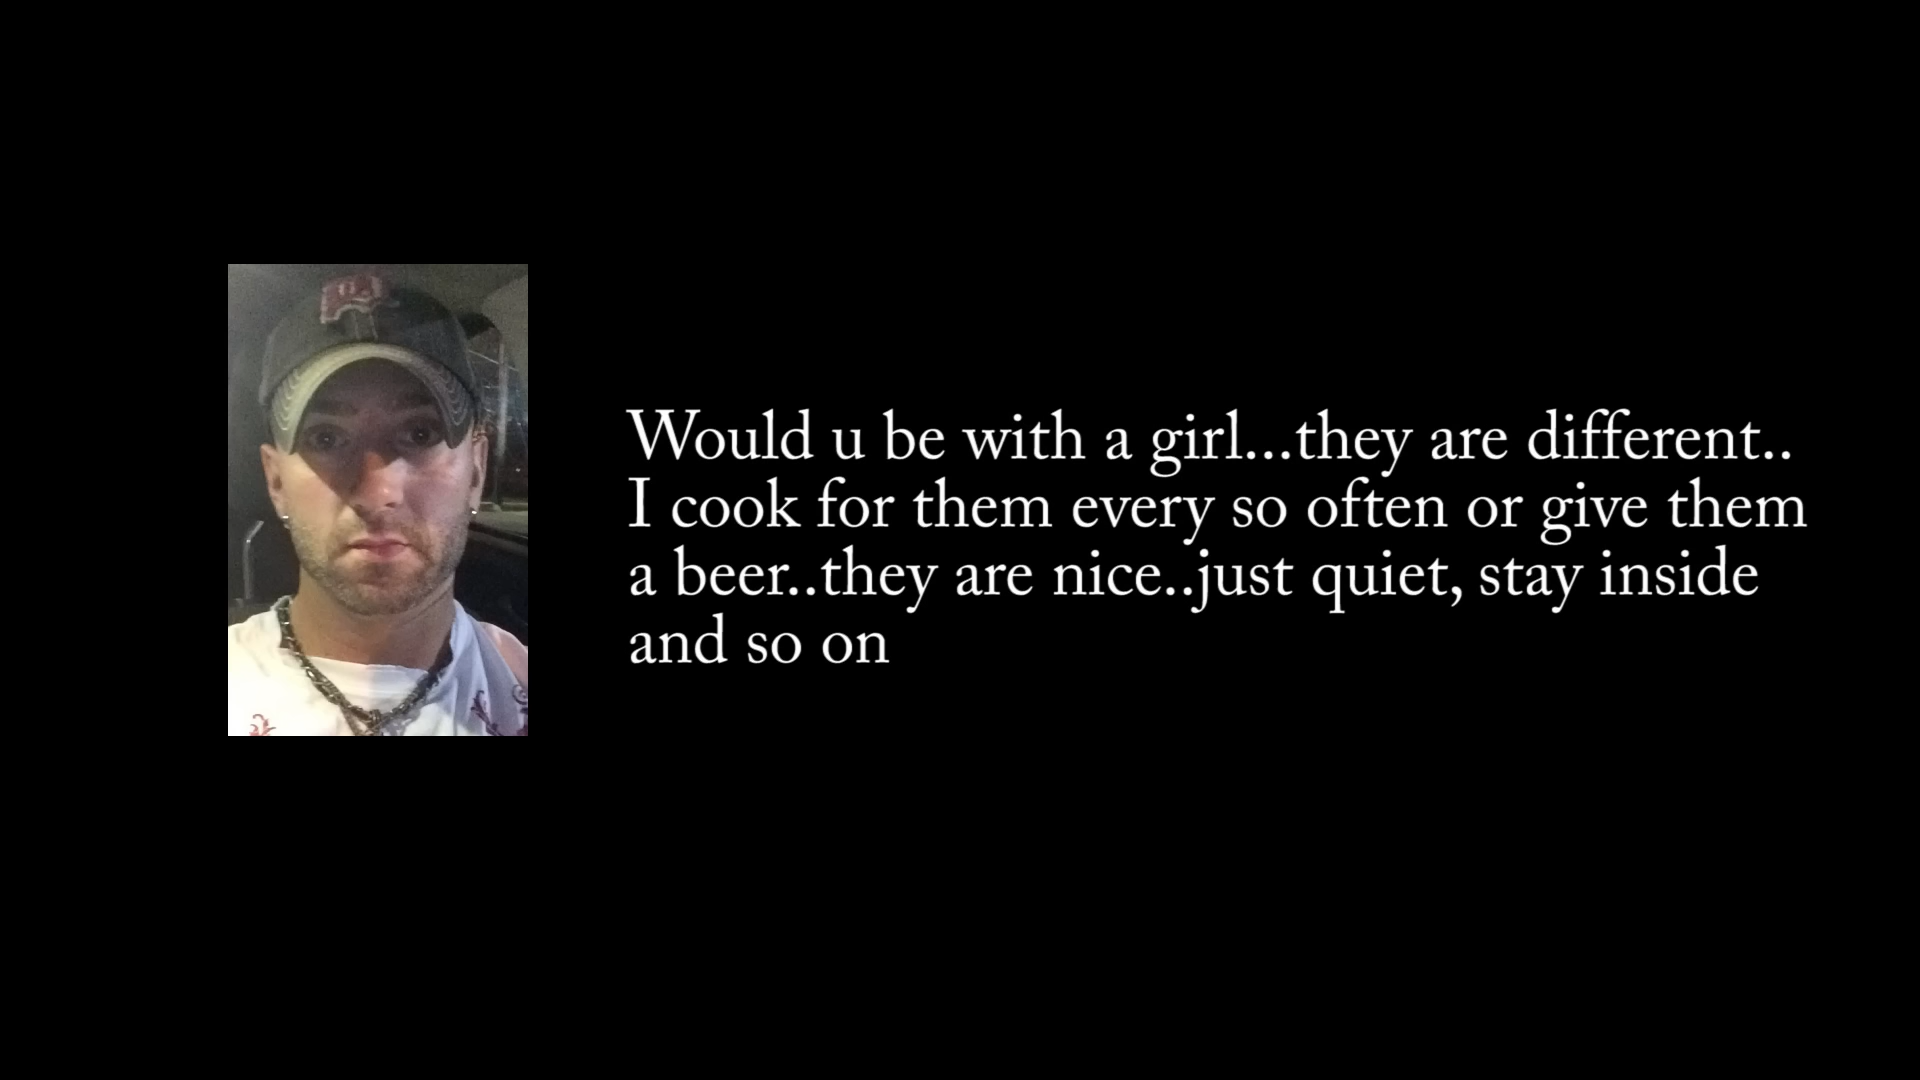 Would u be with a girl...they are different..
I cook for them every so often or give them
a beer..they are nice..just quiet, stay inside
and so on